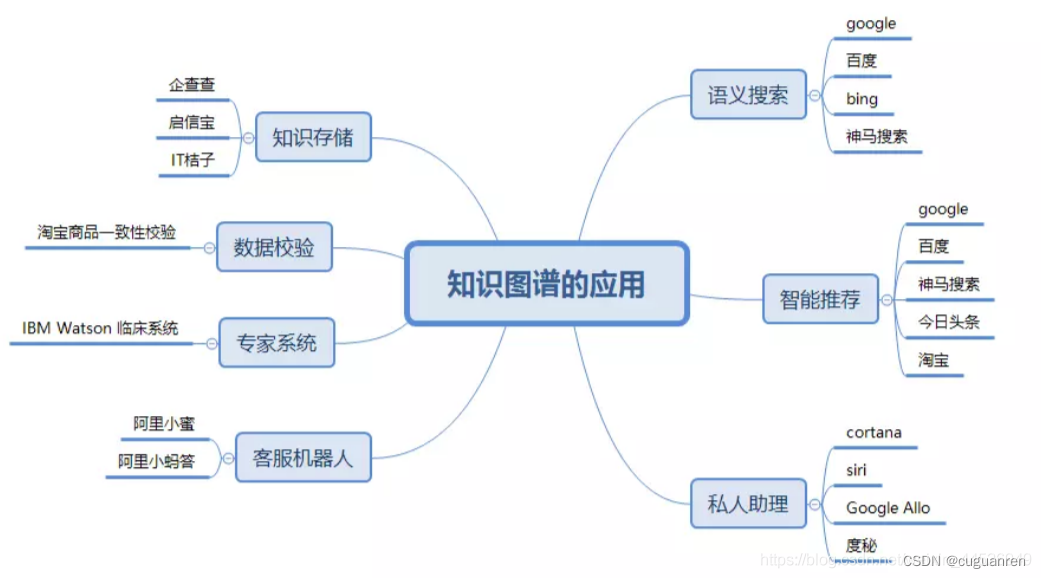 知识图谱的应用
语义搜索
google
百度
bing
神马搜索
智能推荐
google
百度
神马搜索
今日头条
淘宝
私人助理
cortana
siri
Google Allo
度秘
知识存储
企查查
启信宝
IT桔子
数据校验
淘宝商品一致性校验
专家系统
IBM Watson 临床系统
客服机器人
阿里小蜜
阿里小蚂答
https://blog.csdn.net/
CSDN @cuguanren